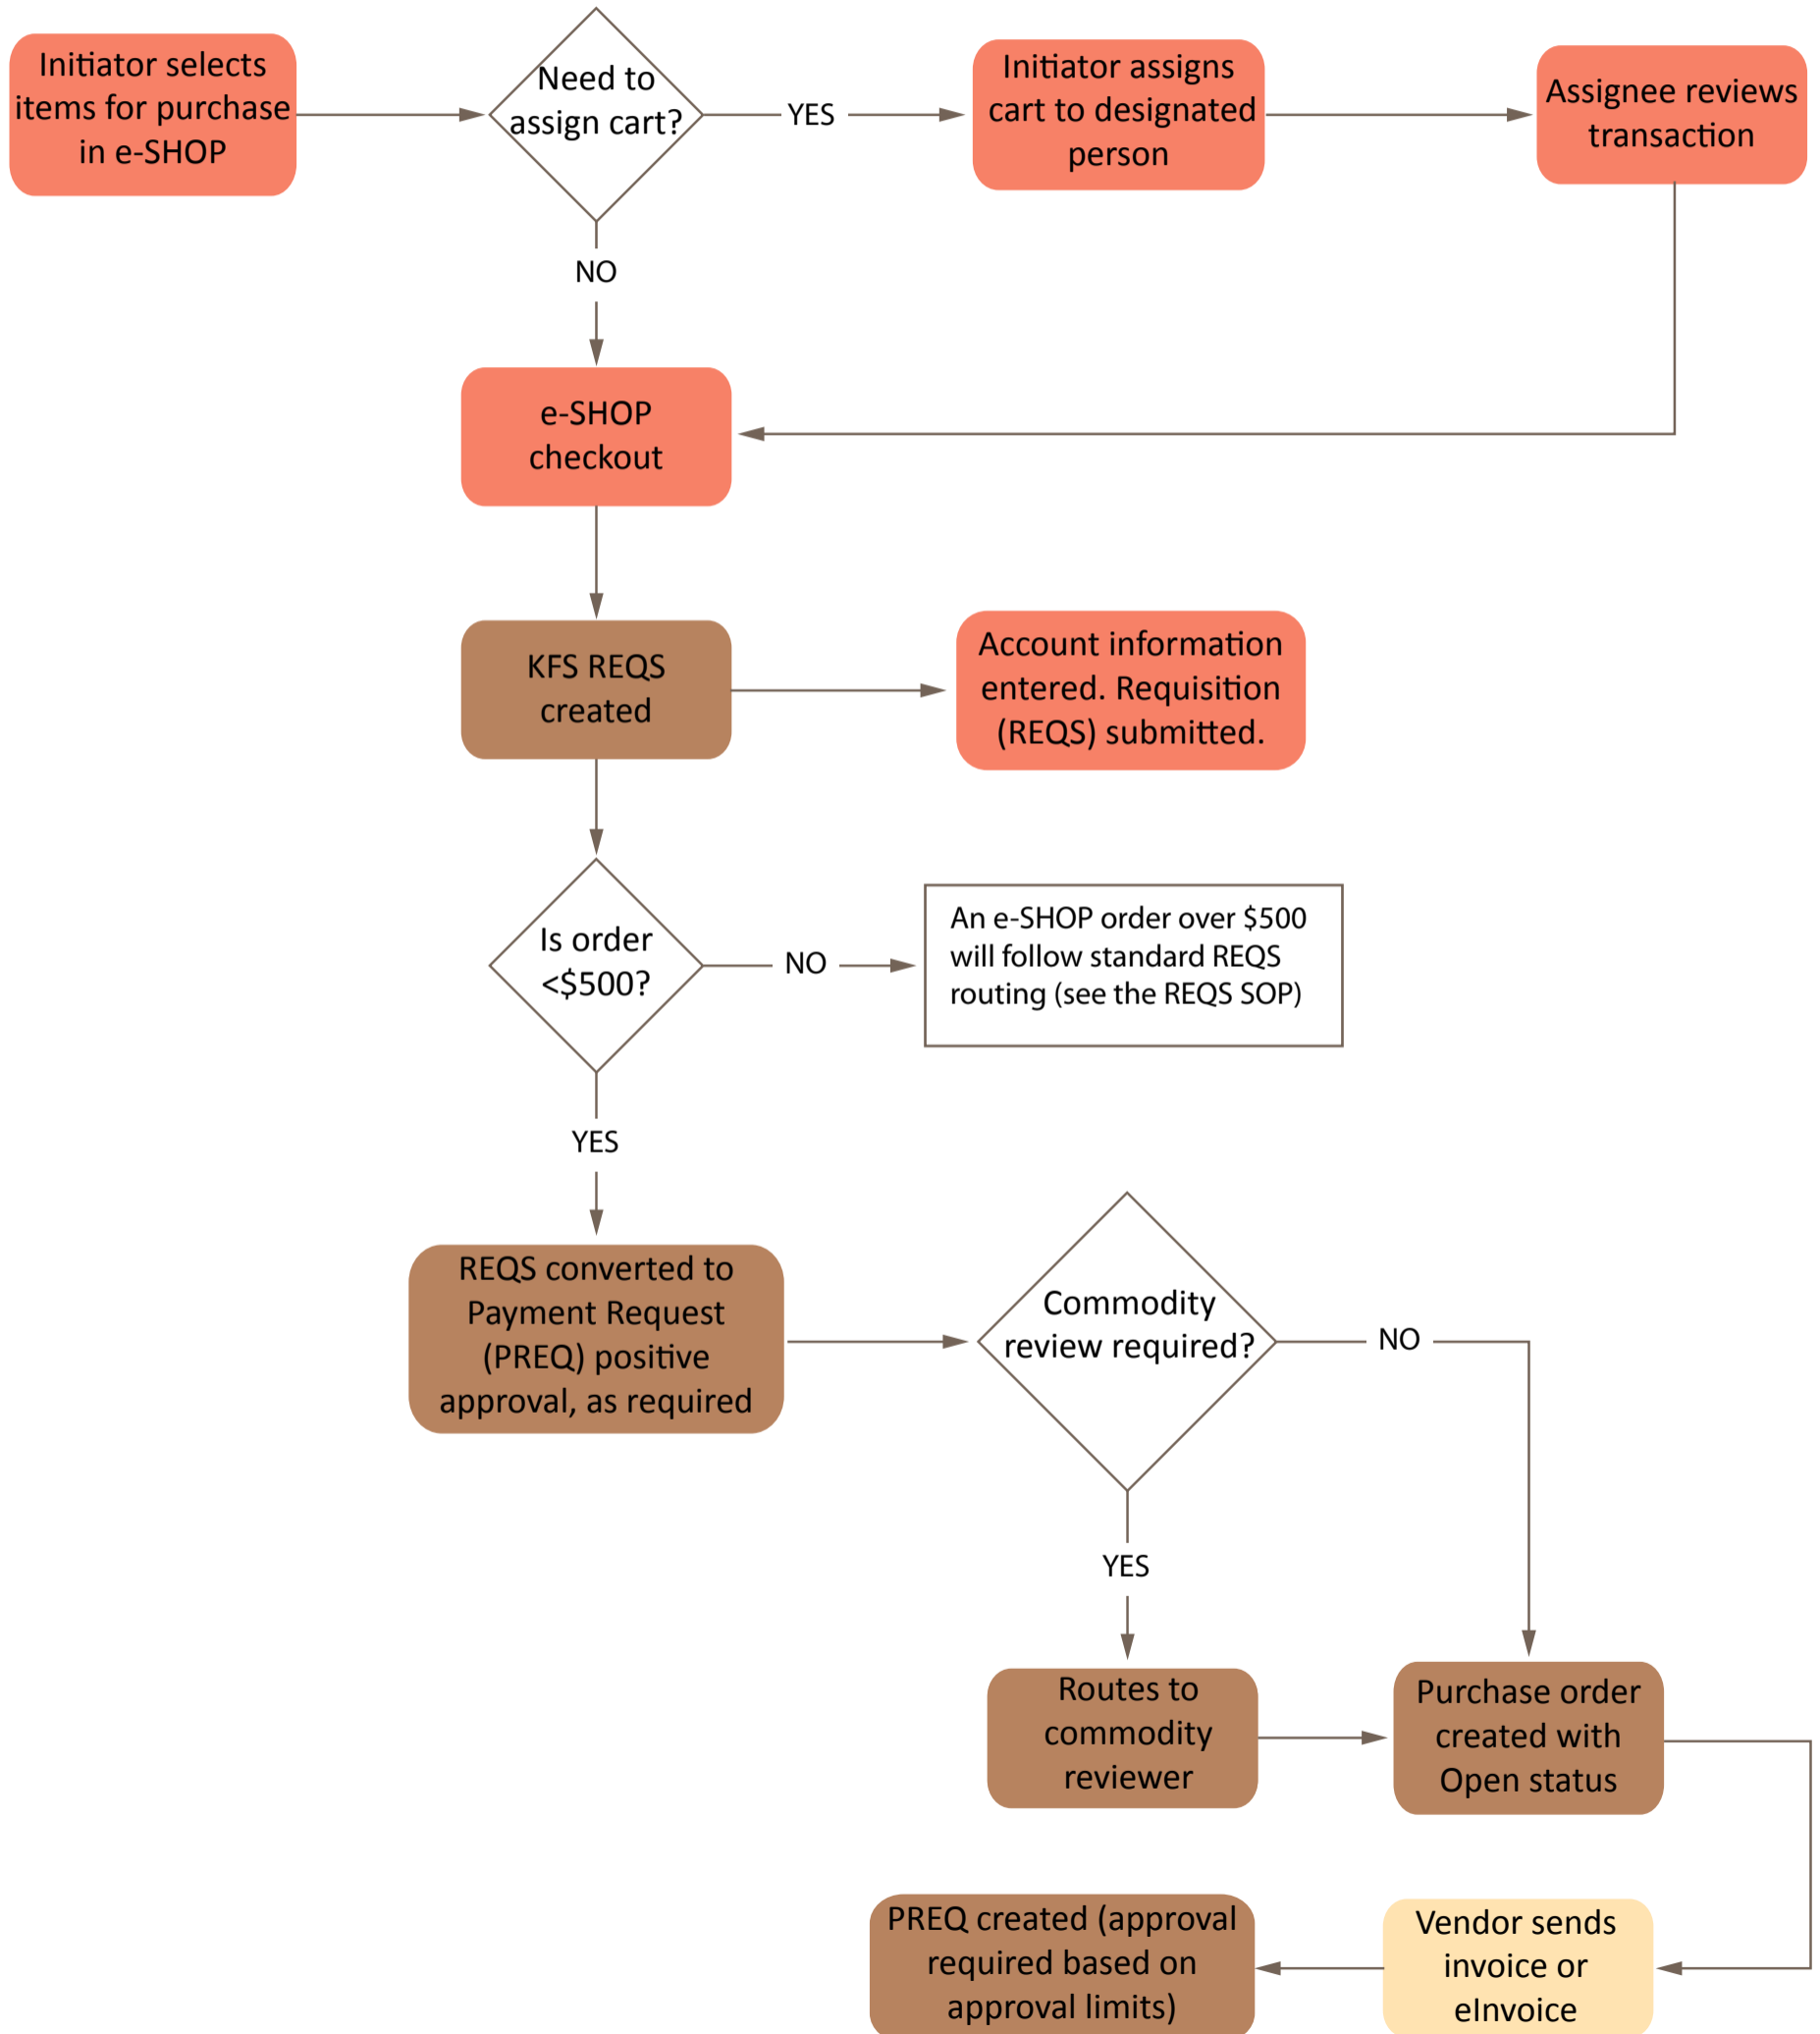 Initiator selects
items for purchase
in e-SHOP
Need to
assign cart?
YES
Initiator assigns
cart to designated
person
Assignee reviews
transaction
NO
e-SHOP
checkout
KFS REQS
created
Account information
entered. Requisition
(REQS) submitted.
Is order
<$500?
NO
An e-SHOP order over $500
will follow standard REQS
routing (see the REQS SOP)
YES
REQS converted to
Payment Request
(PREQ) positive
approval, as required
Commodity
review required?
NO
YES
Routes to
commodity
reviewer
Purchase order
created with
Open status
PREQ created (approval
required based on
approval limits)
Vendor sends
invoice or
eInvoice